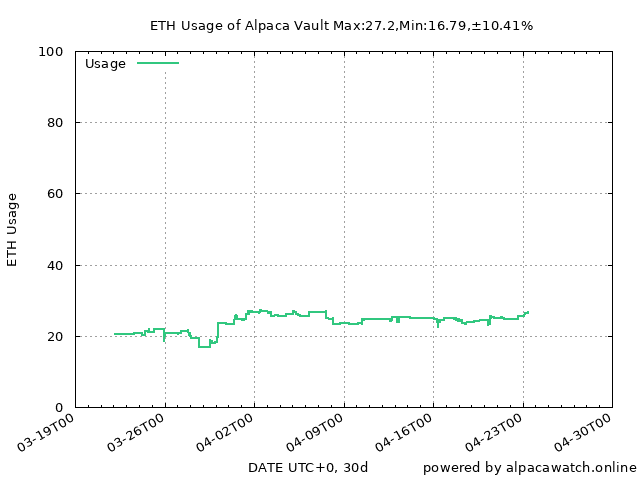 ETH Usage of Alpaca Vault Max:27.2,Min:16.79,±10.41%
Usage
ETH Usage
100
80
60
40
20
0
03-19T00
03-26T00
04-02T00
04-09T00
04-16T00
04-23T00
04-30T00
DATE UTC+0, 30d
powered by alpacawatch.online